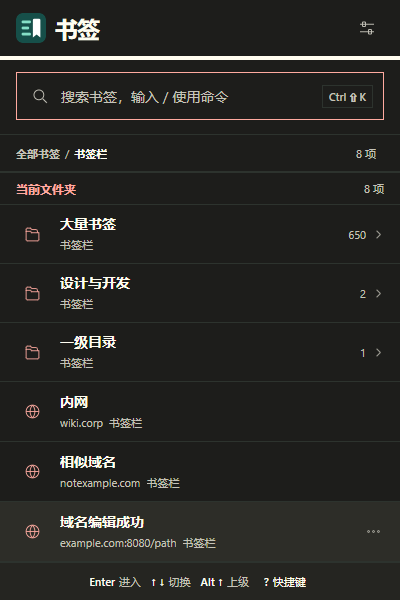 书签
搜索书签，输入 / 使用命令 Ctrl ⇧ K
全部书签 / 书签栏 8 项
当前文件夹 8 项
大量书签
书签栏 650
设计与开发
书签栏 2
一级目录
书签栏 1
内网
wiki.corp 书签栏
相似域名
notexample.com 书签栏
域名编辑成功
example.com:8080/path 书签栏
Enter 进入 ↑↓ 切换 Alt ↑ 上级 ? 快捷键